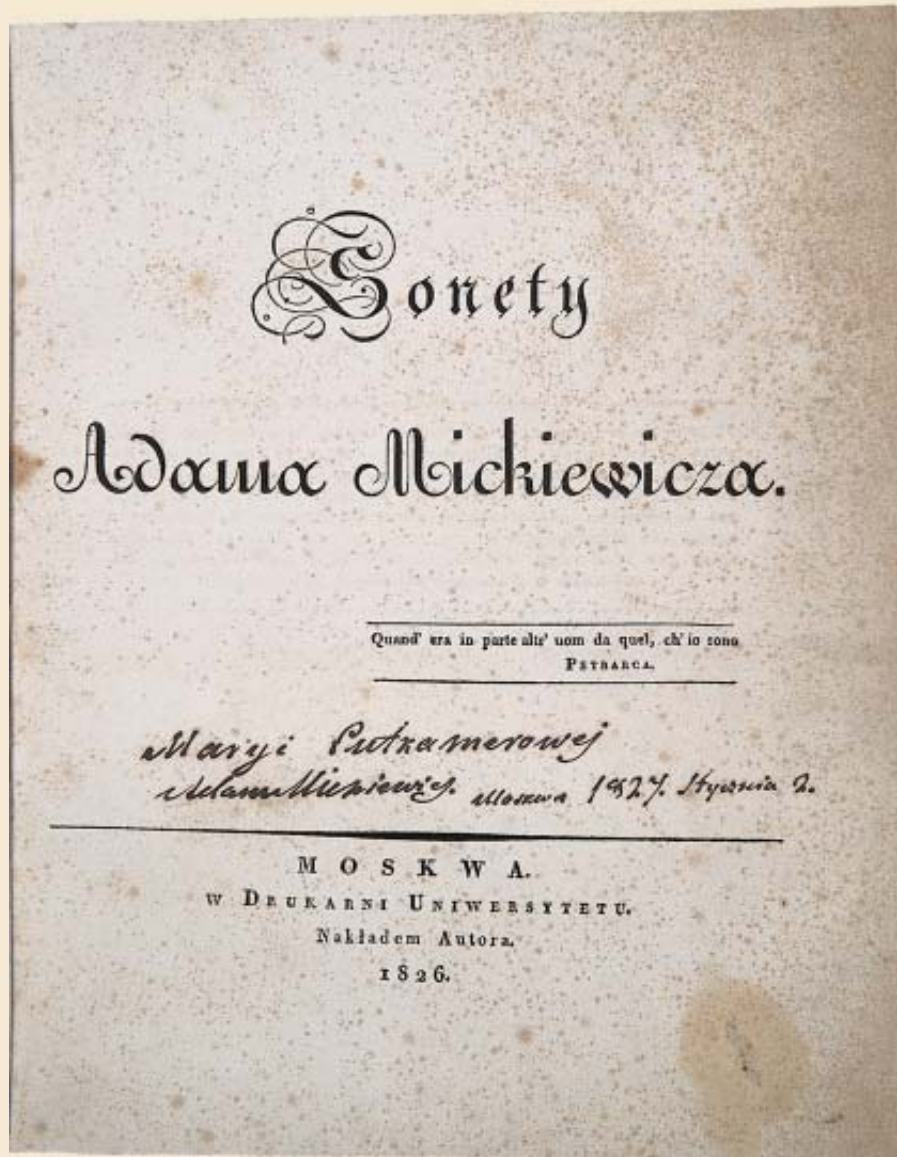 Sonety
Adama Mickiewicza.
Quand' era in parte altr' uom da quel, ch' io sono
PETRARCA.
Maryi Putkamerowej
Adam Mickiewicz. Moskwa 1827. Stycznia 2.
MOSKWA.
W DRUKARNI UNIWERSYTETU.
Nakładem Autora.
1826.